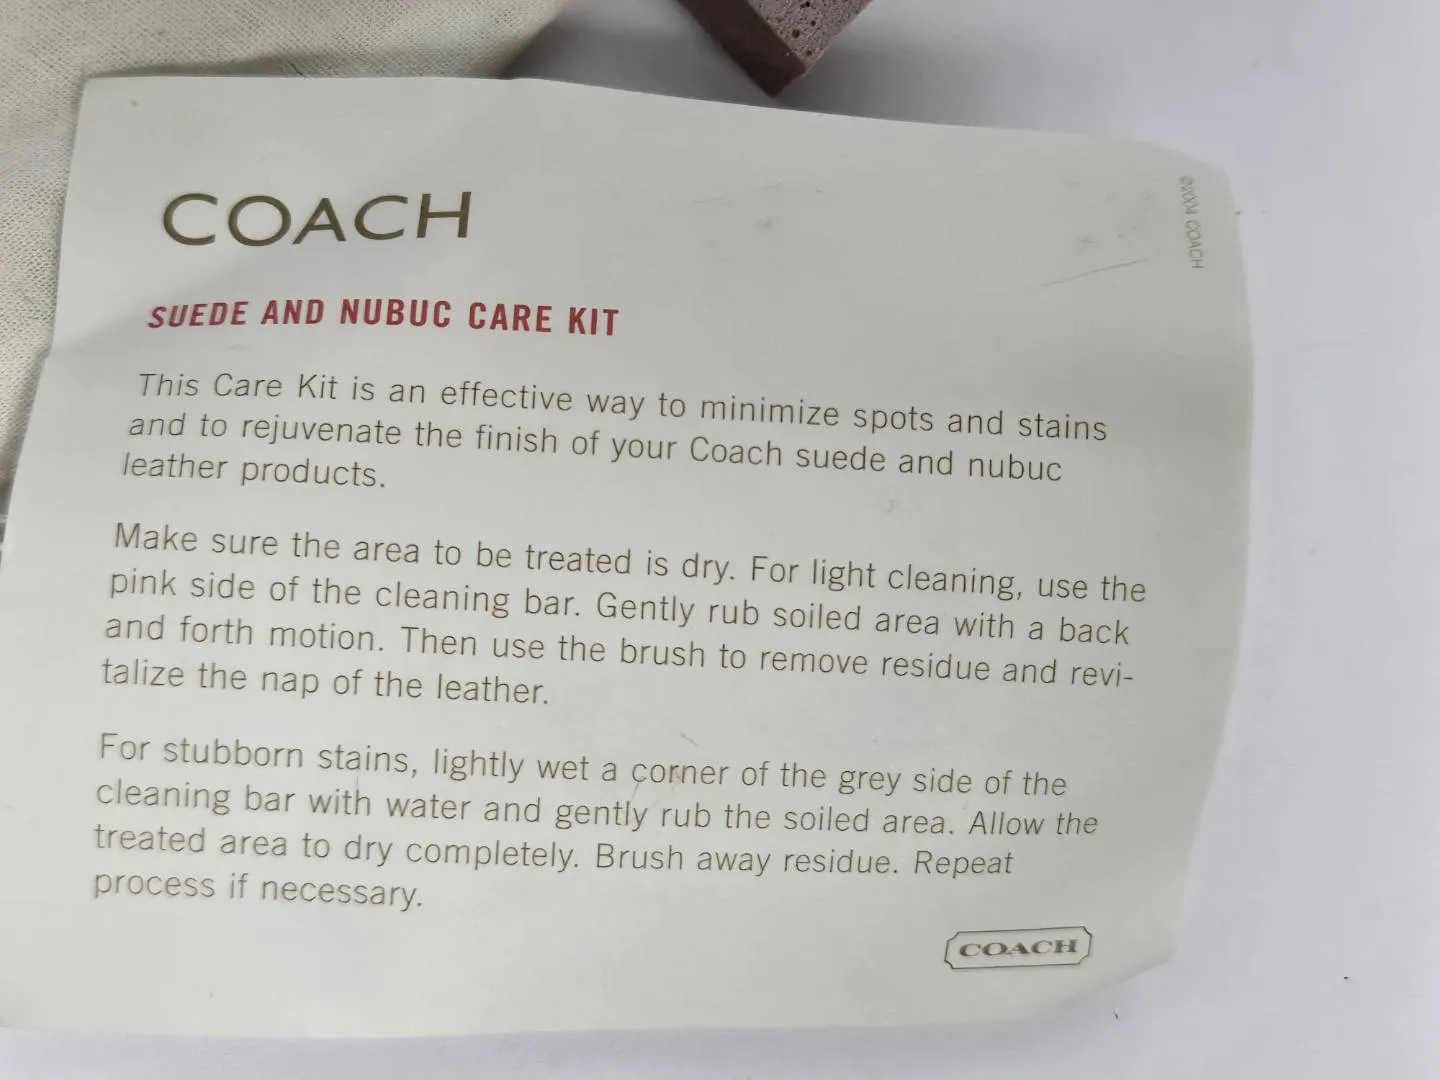 COACH
©2004 COACH
SUEDE AND NUBUC CARE KIT
This Care Kit is an effective way to minimize spots and stains
and to rejuvenate the finish of your Coach suede and nubuc
leather products.
Make sure the area to be treated is dry. For light cleaning, use the
pink side of the cleaning bar. Gently rub soiled area with a back
and forth motion. Then use the brush to remove residue and revi-
talize the nap of the leather.
For stubborn stains, lightly wet a corner of the grey side of the
cleaning bar with water and gently rub the soiled area. Allow the
treated area to dry completely. Brush away residue. Repeat
process if necessary.
COACH